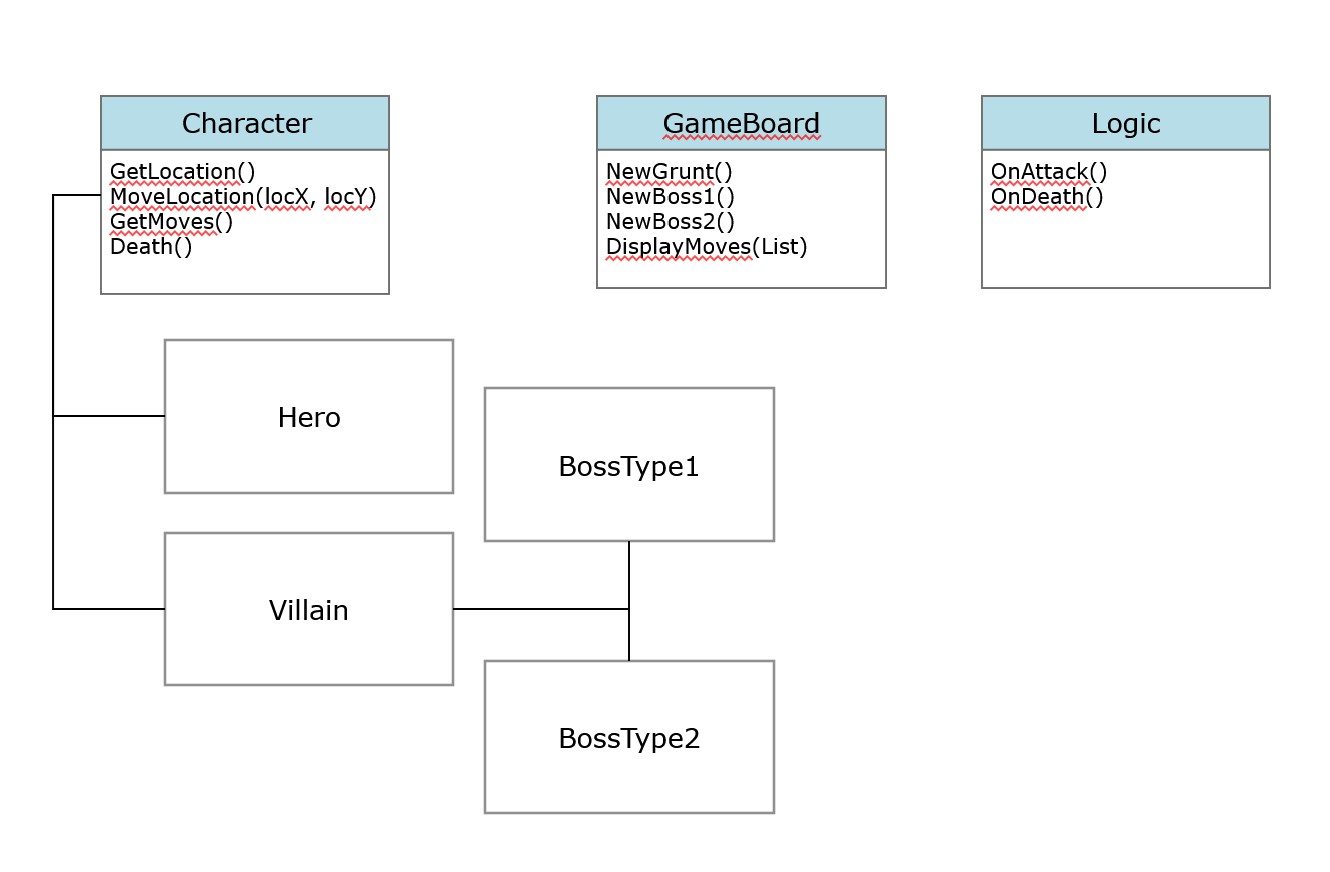 Character
GetLocation()
MoveLocation(locX, locY)
GetMoves()
Death()
GameBoard
NewGrunt()
NewBoss1()
NewBoss2()
DisplayMoves(List)
Logic
OnAttack()
OnDeath()
Hero
BossType1
Villain
BossType2